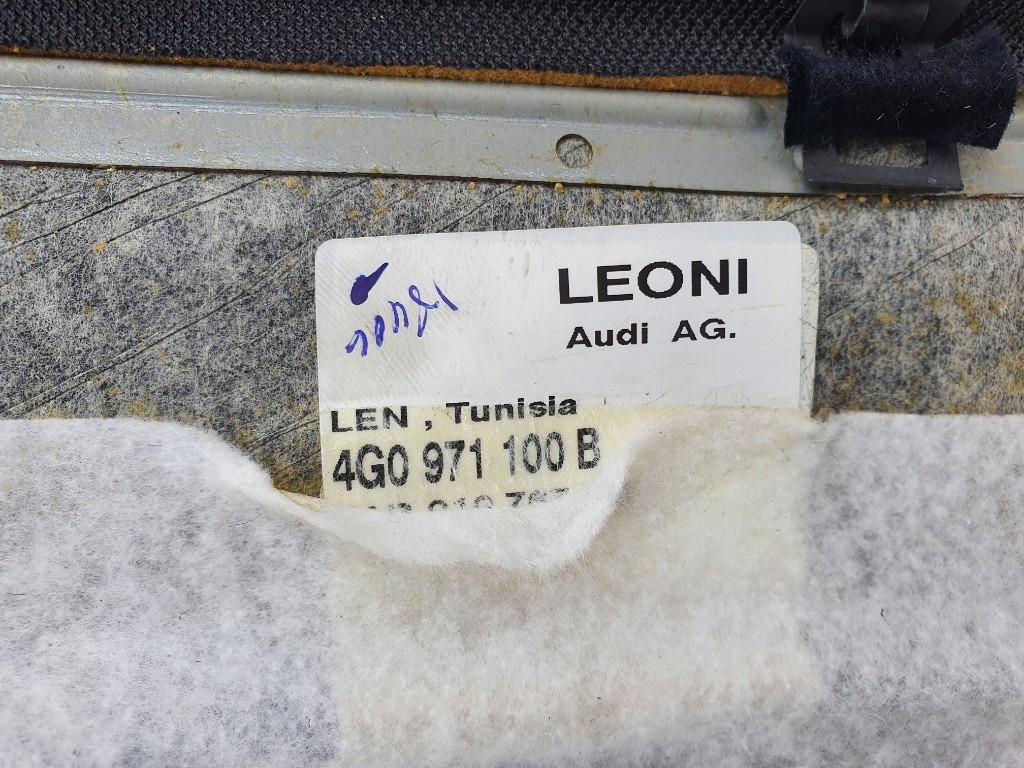 LEONI
Audi AG.
LEN , Tunisia
4G0 971 100 B